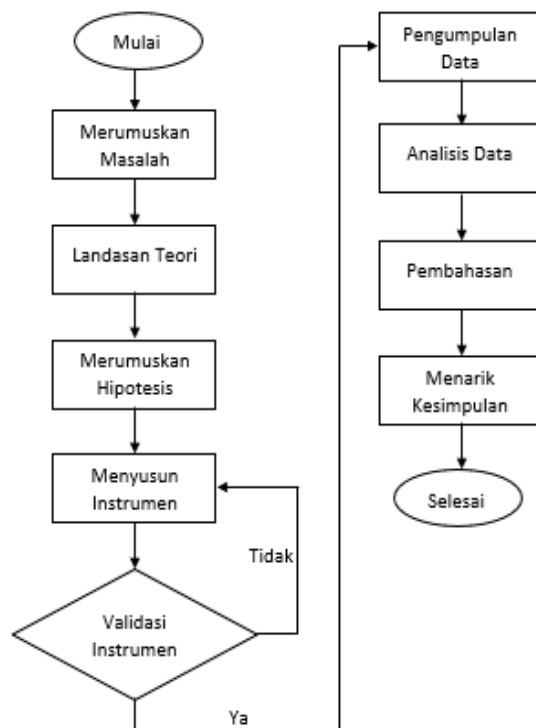 Mulai
Merumuskan
Masalah
Landasan Teori
Merumuskan
Hipotesis
Menyusun
Instrumen
Tidak
Validasi
Instrumen
Ya
Pengumpulan
Data
Analisis Data
Pembahasan
Menarik
Kesimpulan
Selesai